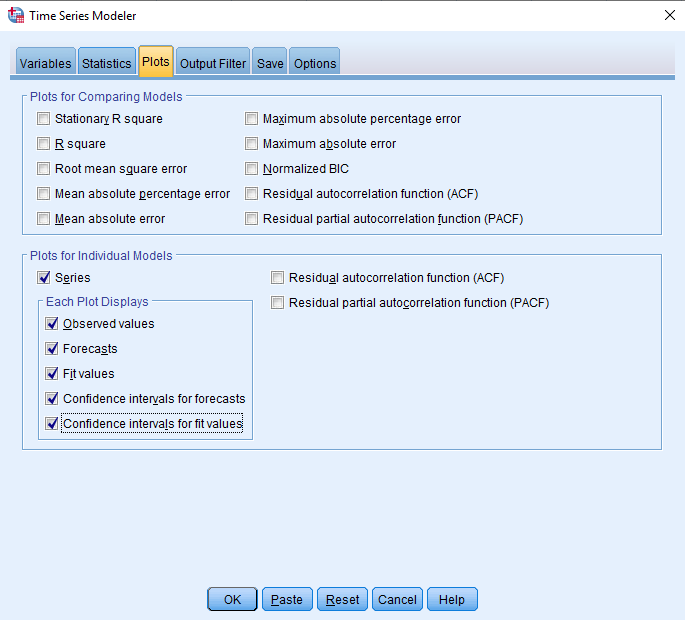 Time Series Modeler
Variables Statistics Plots Output Filter Save Options
Plots for Comparing Models
Stationary R square
Maximum absolute percentage error
R square
Maximum absolute error
Root mean square error
Normalized BIC
Mean absolute percentage error
Residual autocorrelation function (ACF)
Mean absolute error
Residual partial autocorrelation function (PACF)
Plots for Individual Models
Series
Residual autocorrelation function (ACF)
Residual partial autocorrelation function (PACF)
Each Plot Displays
Observed values
Forecasts
Fit values
Confidence intervals for forecasts
Confidence intervals for fit values
OK Paste Reset Cancel Help